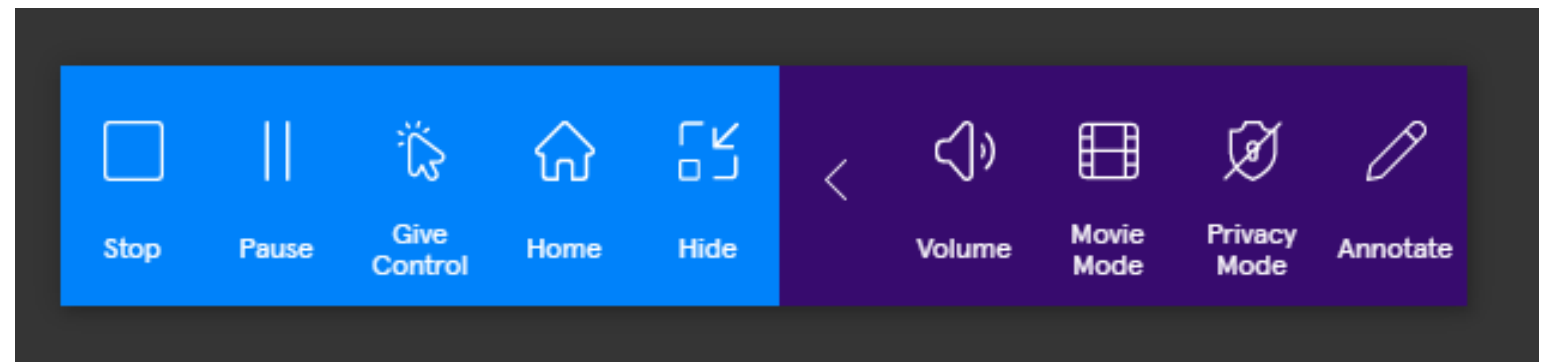 Stop
Pause
Give
Control
Home
Hide
Volume
Movie
Mode
Privacy
Mode
Annotate